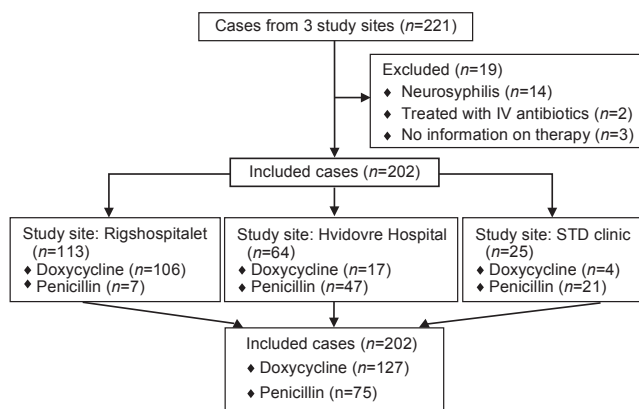 Cases from 3 study sites (n=221)
Excluded (n=19)
♦ Neurosyphilis (n=14)
♦ Treated with IV antibiotics (n=2)
♦ No information on therapy (n=3)
Included cases (n=202)
Study site: Rigshospitalet
(n=113)
♦ Doxycycline (n=106)
♦ Penicillin (n=7)
Study site: Hvidovre Hospital
(n=64)
♦ Doxycycline (n=17)
♦ Penicillin (n=47)
Study site: STD clinic
(n=25)
♦ Doxycycline (n=4)
♦ Penicillin (n=21)
Included cases (n=202)
♦ Doxycycline (n=127)
♦ Penicillin (n=75)